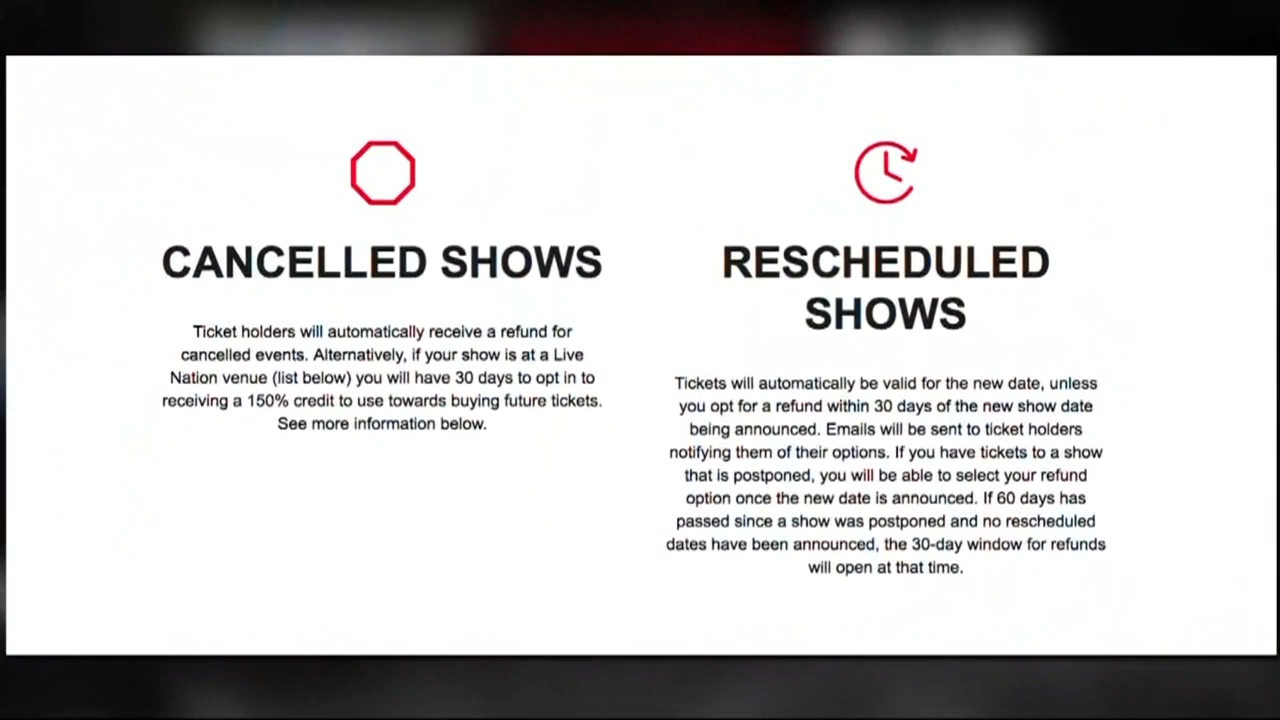 CANCELLED SHOWS
Ticket holders will automatically receive a refund for
cancelled events. Alternatively, if your show is at a Live
Nation venue (list below) you will have 30 days to opt in to
receiving a 150% credit to use towards buying future tickets.
See more information below.
RESCHEDULED
SHOWS
Tickets will automatically be valid for the new date, unless
you opt for a refund within 30 days of the new show date
being announced. Emails will be sent to ticket holders
notifying them of their options. If you have tickets to a show
that is postponed, you will be able to select your refund
option once the new date is announced. If 60 days has
passed since a show was postponed and no rescheduled
dates have been announced, the 30-day window for refunds
will open at that time.